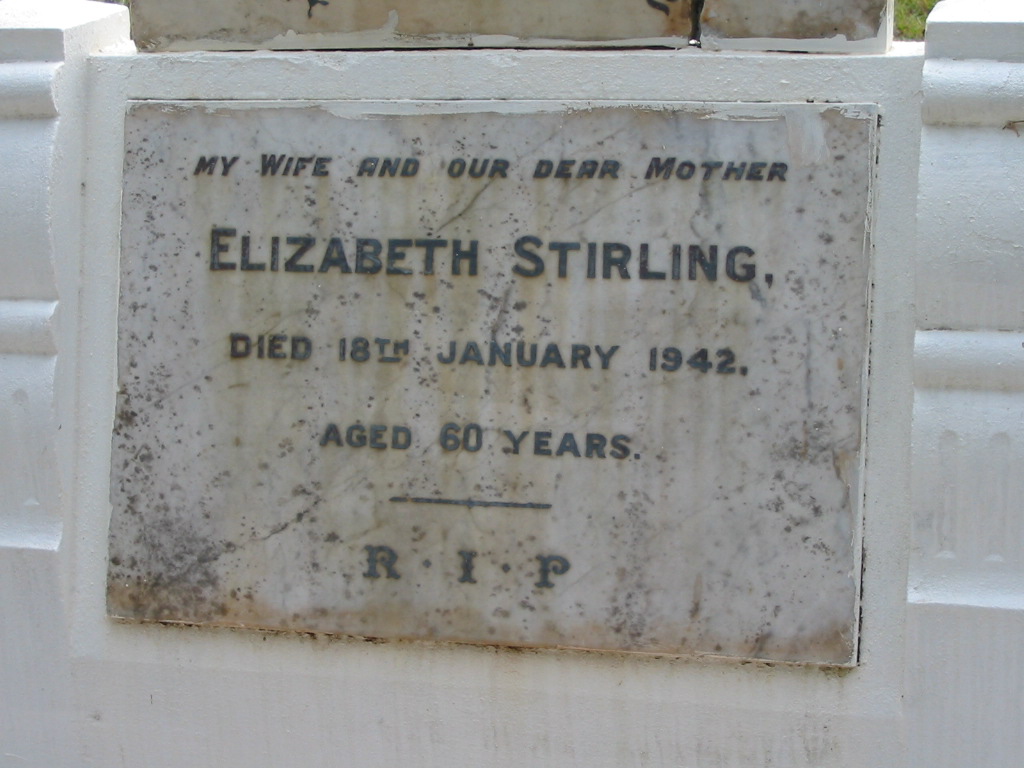 MY WIFE AND OUR DEAR MOTHER
ELIZABETH STIRLING,
DIED 18TH JANUARY 1942.
AGED 60 YEARS.
R · I · P